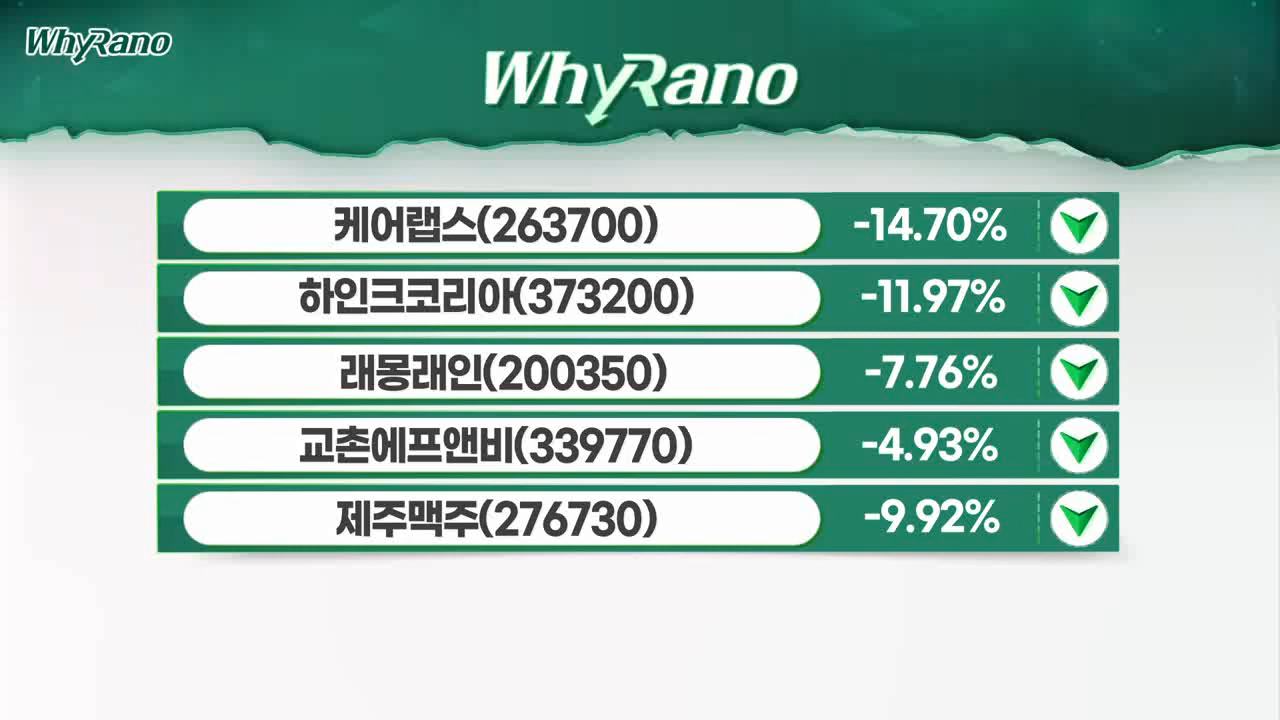 WhyRano
WhyRano
케어랩스(263700) -14.70%
하인크코리아(373200) -11.97%
래몽래인(200350) -7.76%
교촌에프앤비(339770) -4.93%
제주맥주(276730) -9.92%